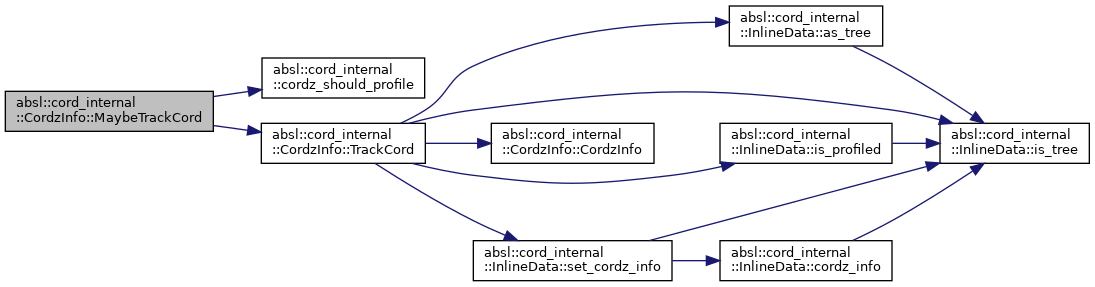 absl::cord_internal
::CordzInfo::MaybeTrackCord
absl::cord_internal
::cordz_should_profile
absl::cord_internal
::CordzInfo::TrackCord
absl::cord_internal
::InlineData::as_tree
absl::cord_internal
::CordzInfo::CordzInfo
absl::cord_internal
::InlineData::is_profiled
absl::cord_internal
::InlineData::is_tree
absl::cord_internal
::InlineData::set_cordz_info
absl::cord_internal
::InlineData::cordz_info